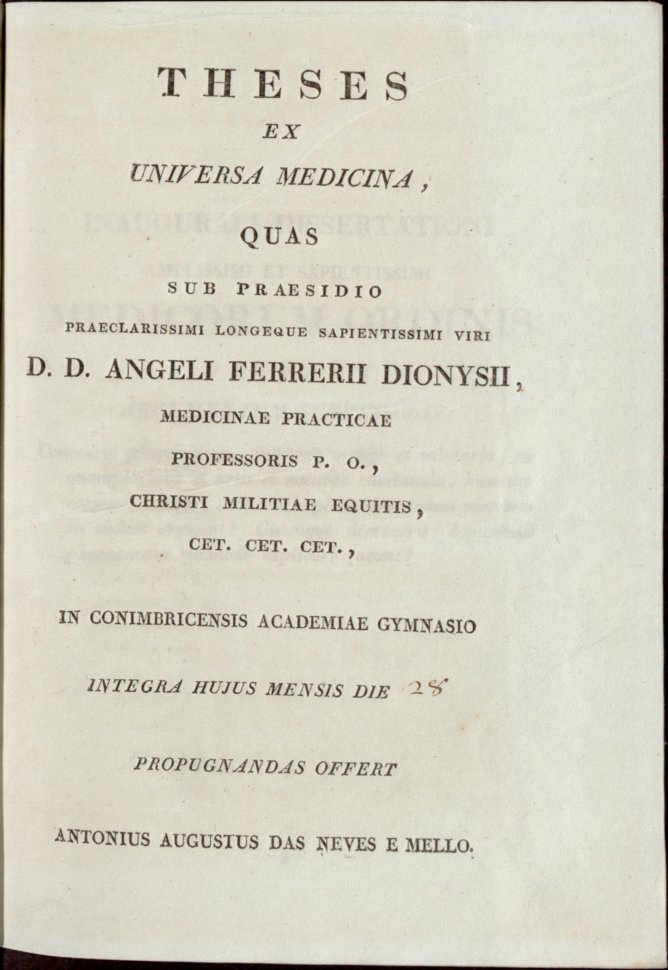 THESES
EX
UNIVERSA MEDICINA,
QUAS
SUB PRAESIDIO
PRAECLARISSIMI LONGEQUE SAPIENTISSIMI VIRI
D. D. ANGELI FERRERII DIONYSII,
MEDICINAE PRACTICAE
PROFESSORIS P. O.,
CHRISTI MILITIAE EQUITIS,
CET. CET. CET.,
IN CONIMBRICENSIS ACADEMIAE GYMNASIO
INTEGRA HUJUS MENSIS DIE 28
PROPUGNANDAS OFFERT
ANTONIUS AUGUSTUS DAS NEVES E MELLO.